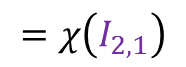 = χ(I₂,₁)